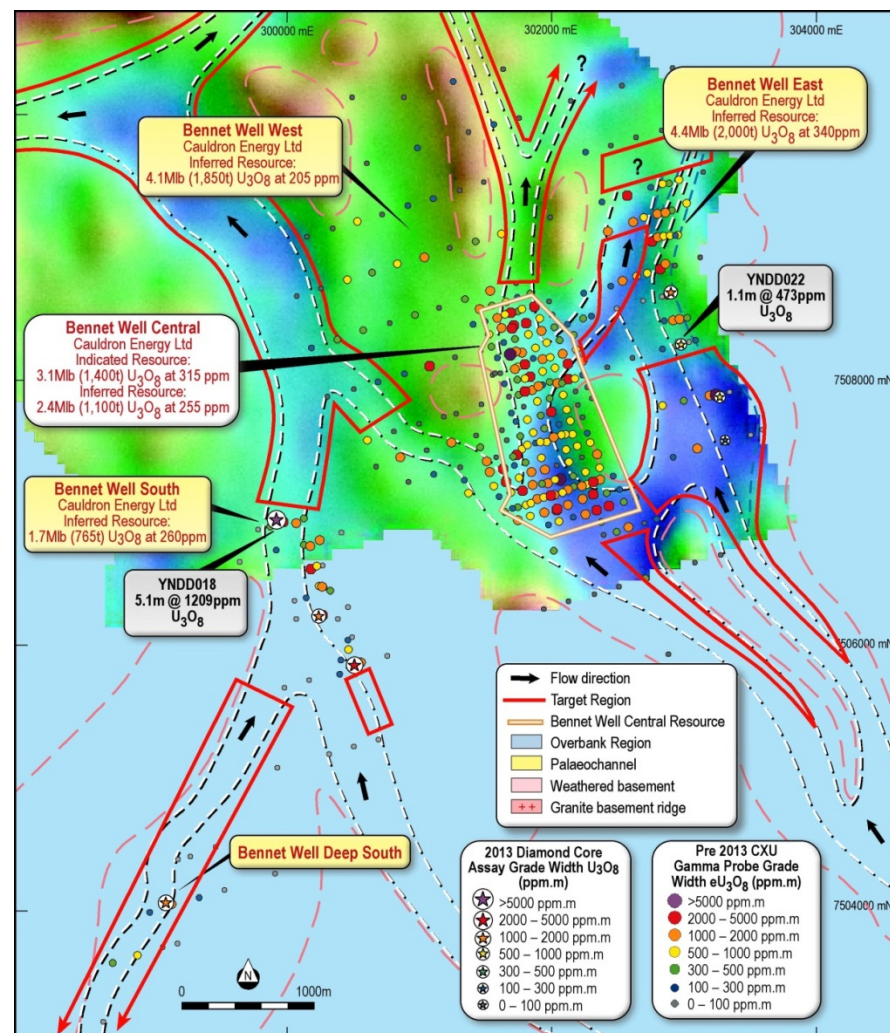 300000 mE
302000 mE
304000 mE
?
?
Bennet Well East
Cauldron Energy Ltd
Inferred Resource:
4.4Mlb (2,000t) U₃O₈ at 340ppm
Bennet Well West
Cauldron Energy Ltd
Inferred Resource:
4.1Mlb (1,850t) U₃O₈ at 205 ppm
YNDD022
1.1m @ 473ppm
U₃O₈
Bennet Well Central
Cauldron Energy Ltd
Indicated Resource:
3.1Mlb (1,400t) U₃O₈ at 315 ppm
Inferred Resource:
2.4Mlb (1,100t) U₃O₈ at 255 ppm
7508000 mN
Bennet Well South
Cauldron Energy Ltd
Inferred Resource:
1.7Mlb (765t) U₃O₈ at 260ppm
YNDD018
5.1m @ 1209ppm
U₃O₈
7506000 mN
Flow direction
Target Region
Bennet Well Central Resource
Overbank Region
Palaeochannel
Weathered basement
++ Granite basement ridge
Bennet Well Deep South
2013 Diamond Core
Assay Grade Width U₃O₈
(ppm.m)
>5000 ppm.m
2000 – 5000 ppm.m
1000 – 2000 ppm.m
500 – 1000 ppm.m
300 – 500 ppm.m
100 – 300 ppm.m
0 – 100 ppm.m
Pre 2013 CXU
Gamma Probe Grade
Width eU₃O₈ (ppm.m)
>5000 ppm.m
2000 – 5000 ppm.m
1000 – 2000 ppm.m
500 – 1000 ppm.m
300 – 500 ppm.m
100 – 300 ppm.m
0 – 100 ppm.m
7504000 mN
N
0 1000m